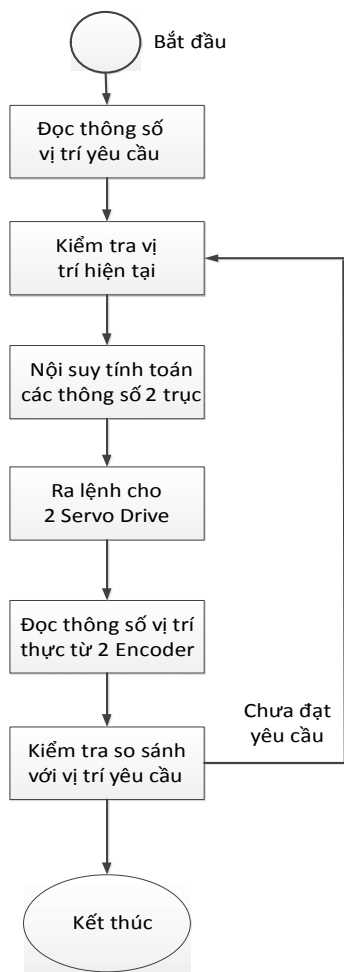 Bắt đầu
Đọc thông số
vị trí yêu cầu
Kiểm tra vị
trí hiện tại
Nội suy tính toán
các thông số 2 trục
Ra lệnh cho
2 Servo Drive
Đọc thông số vị trí
thực từ 2 Encoder
Chưa đạt
yêu cầu
Kiểm tra so sánh
với vị trí yêu cầu
Kết thúc